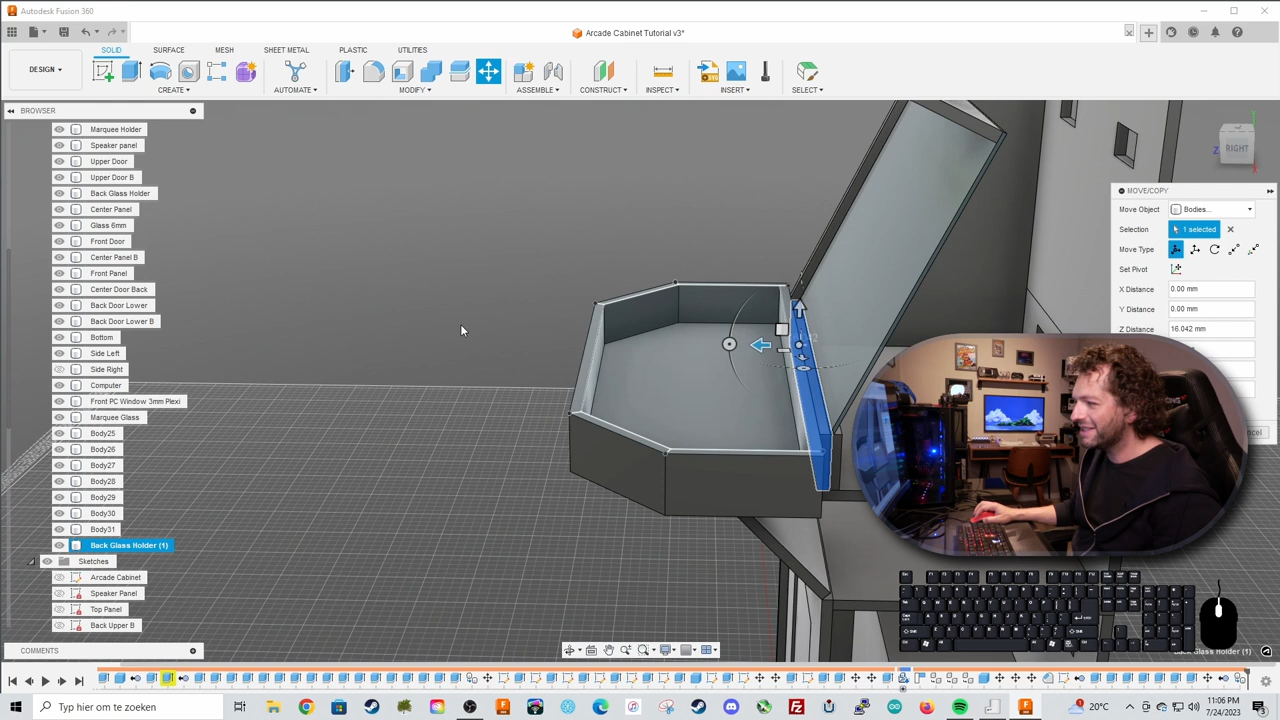 Autodesk Fusion 360
Arcade Cabinet Tutorial v3*
SOLID SURFACE MESH SHEET METAL PLASTIC UTILITIES
DESIGN
CREATE AUTOMATE MODIFY ASSEMBLE CONSTRUCT INSPECT INSERT SELECT
BROWSER
Marquee Holder
Speaker panel
Upper Door
Upper Door B
Back Glass Holder
Center Panel
Glass 6mm
Front Door
Center Panel B
Front Panel
Center Door Back
Back Door Lower
Back Door Lower B
Bottom
Side Left
Side Right
Computer
Front PC Window 3mm Plexi
Marquee Glass
Body25
Body26
Body27
Body28
Body29
Body30
Body31
Back Glass Holder (1)
Sketches
Arcade Cabinet
Speaker Panel
Top Panel
Back Upper B
RIGHT
MOVE/COPY
Move Object Bodies...
Selection 1 selected
Move Type
Set Pivot
X Distance 0.00 mm
Y Distance 0.00 mm
Z Distance 16.042 mm
COMMENTS
Typ hier om te zoeken
20°C
11:06 PM
7/24/2023